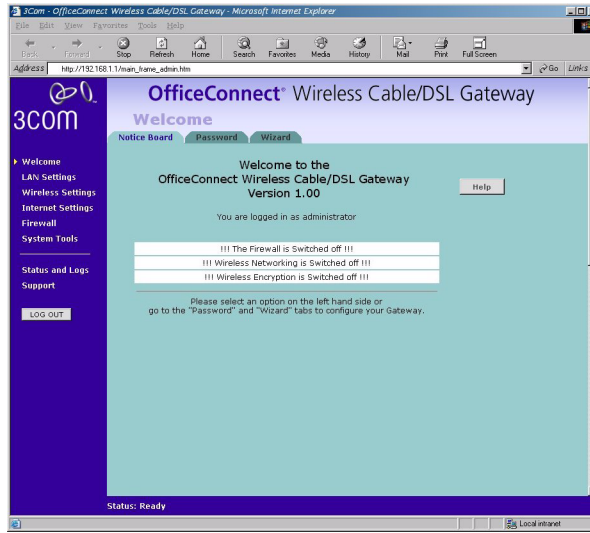 3Com - OfficeConnect Wireless Cable/DSL Gateway - Microsoft Internet Explorer
File Edit View Favorites Tools Help
Back Forward Stop Refresh Home Search Favorites Media History Mail Print Full Screen
Address http://192.168.1.1/main_frame_admin.htm Go Links
3COM
OfficeConnect® Wireless Cable/DSL Gateway
Welcome
Notice Board Password Wizard
Welcome
LAN Settings
Wireless Settings
Internet Settings
Firewall
System Tools
Status and Logs
Support
LOG OUT
Welcome to the
OfficeConnect Wireless Cable/DSL Gateway
Version 1.00
Help
You are logged in as administrator
!!! The Firewall is Switched off !!!
!!! Wireless Networking is Switched off !!!
!!! Wireless Encryption is Switched off !!!
Please select an option on the left hand side or
go to the "Password" and "Wizard" tabs to configure your Gateway.
Status: Ready
Local intranet